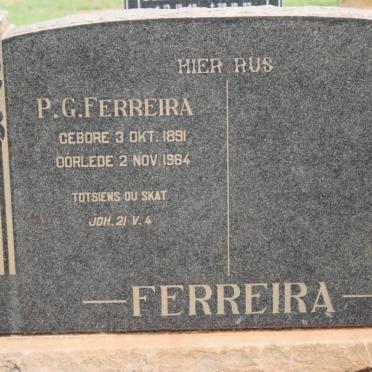 HIER RUS
P. G. FERREIRA
GEBORE 3 OKT. 1891
OORLEDE 2 NOV. 1964
TOTSIENS OU SKAT
JOH. 21 V. 4
— FERREIRA —